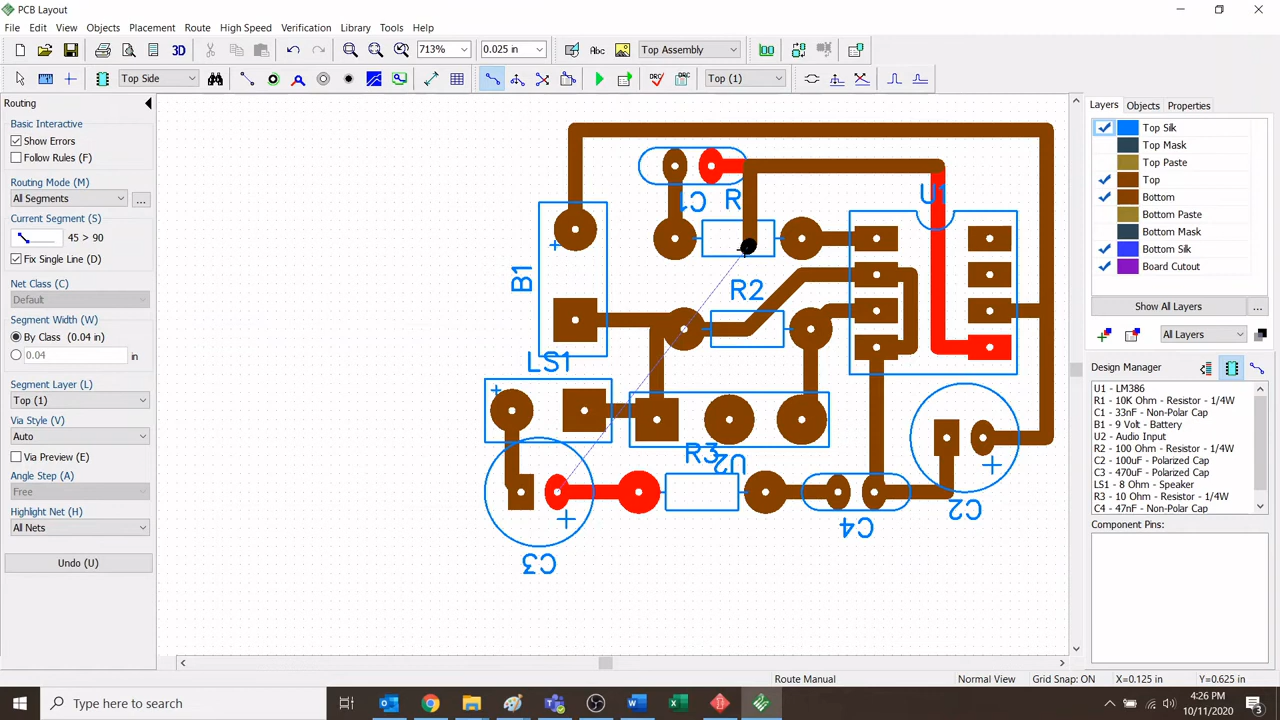 PCB Layout
File Edit View Objects Placement Route High Speed Verification Library Tools Help
3D 713% 0.025 in Abc Top Assembly
Top Side DRC Top (1)
Routing
Basic Interactive
Show Errors
Follow Rules (F)
Routing Mode (M)
All Segments ...
Current Segment (S)
45 > 90
Fix Single Line (D)
Net Class (C)
Default
Segment Width (W)
By Class (0.04 in)
0.04 in
Segment Layer (L)
Top (1)
Via Style (V)
Auto
Via Preview (E)
Angle Step (A)
Free
Highlight Net (H)
All Nets
Undo (U)
C1 R U1
+
B1
R2
LS1
+
R3 U2
+
+
C4 C2
C3
Layers Objects Properties
Top Silk
Top Mask
Top Paste
Top
Bottom
Bottom Paste
Bottom Mask
Bottom Silk
Board Cutout
Show All Layers ...
All Layers
Design Manager
U1 - LM386
R1 - 10K Ohm - Resistor - 1/4W
C1 - 33nF - Non-Polar Cap
B1 - 9 Volt - Battery
U2 - Audio Input
R2 - 100 Ohm - Resistor - 1/4W
C2 - 100uF - Polarized Cap
C3 - 470uF - Polarized Cap
LS1 - 8 Ohm - Speaker
R3 - 10 Ohm - Resistor - 1/4W
C4 - 47nF - Non-Polar Cap
Component Pins:
Route Manual Normal View Grid Snap: ON X=0.125 in Y=0.625 in
Type here to search
4:26 PM
10/11/2020
3